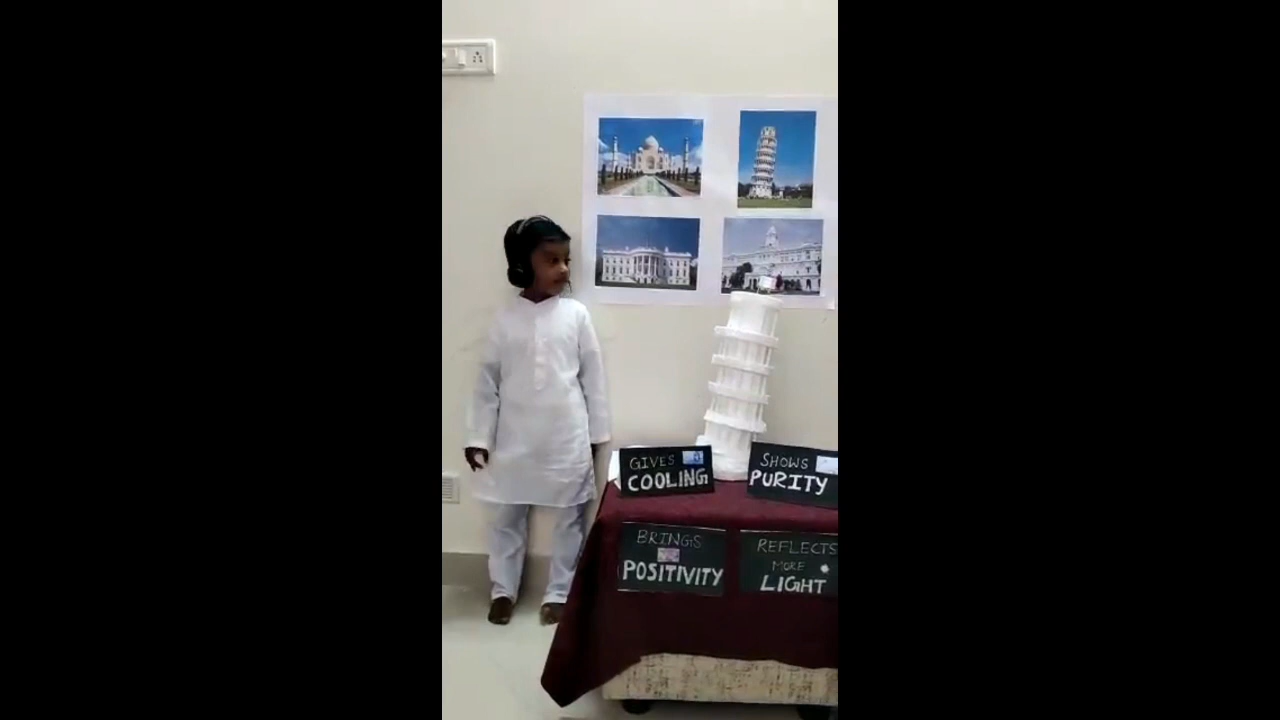 GIVES
COOLING
SHOWS
PURITY
BRINGS
POSITIVITY
REFLECTS
MORE
LIGHT